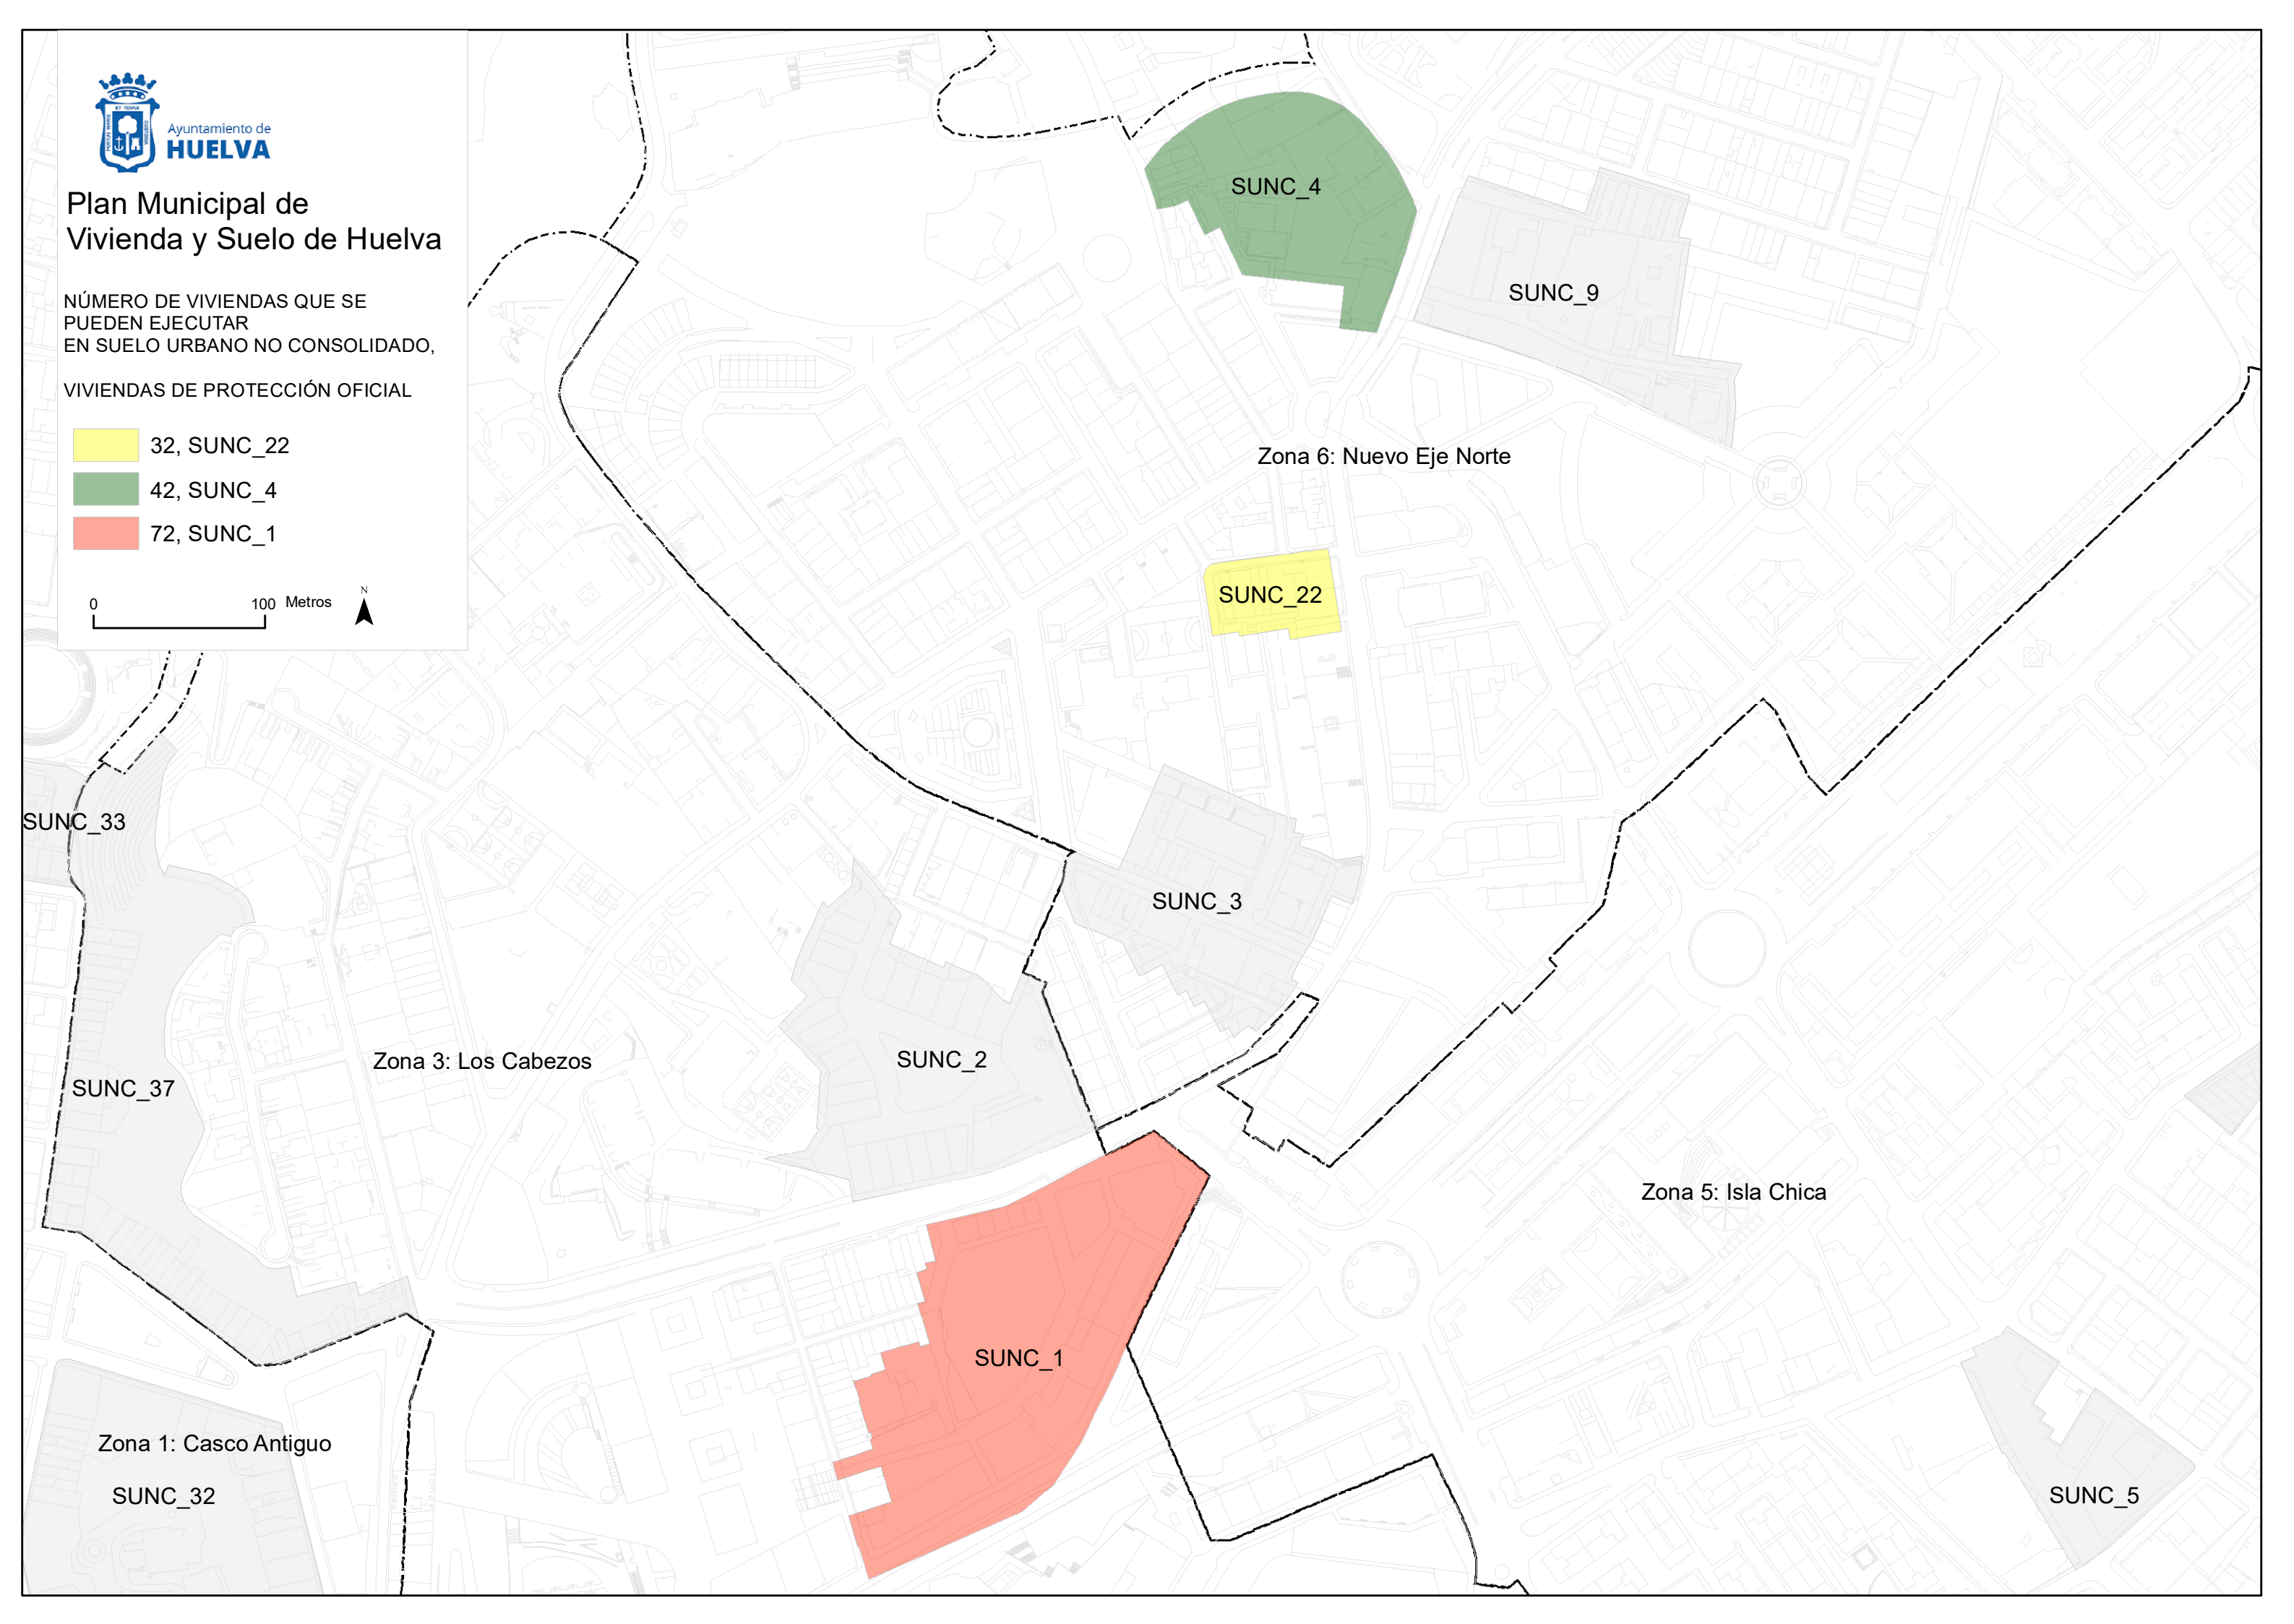 Ayuntamiento de
HUELVA
Plan Municipal de
Vivienda y Suelo de Huelva
NÚMERO DE VIVIENDAS QUE SE
PUEDEN EJECUTAR
EN SUELO URBANO NO CONSOLIDADO,
VIVIENDAS DE PROTECCIÓN OFICIAL
32, SUNC_22
42, SUNC_4
72, SUNC_1
0 100 Metros
N
SUNC_4
SUNC_9
Zona 6: Nuevo Eje Norte
SUNC_22
SUNC_33
SUNC_3
SUNC_2
Zona 3: Los Cabezos
SUNC_37
Zona 5: Isla Chica
SUNC_1
Zona 1: Casco Antiguo
SUNC_32
SUNC_5